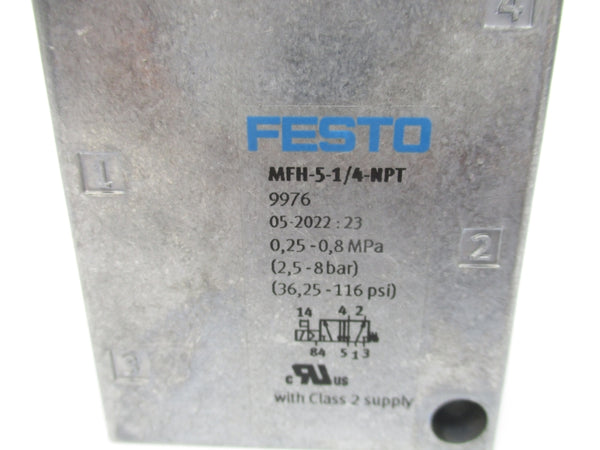 4
FESTO
MFH-5-1/4-NPT
1
9976
05-2022 : 23
0,25 - 0,8 MPa
2
(2,5 - 8 bar)
(36,25 - 116 psi)
14 4 2
84 5 1 3
3
c RU us
with Class 2 supply